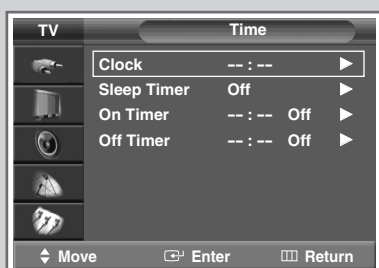 TV Time
Clock --:-- ►
Sleep Timer Off ►
On Timer --:-- Off ►
Off Timer --:-- Off ►
Move Enter Return